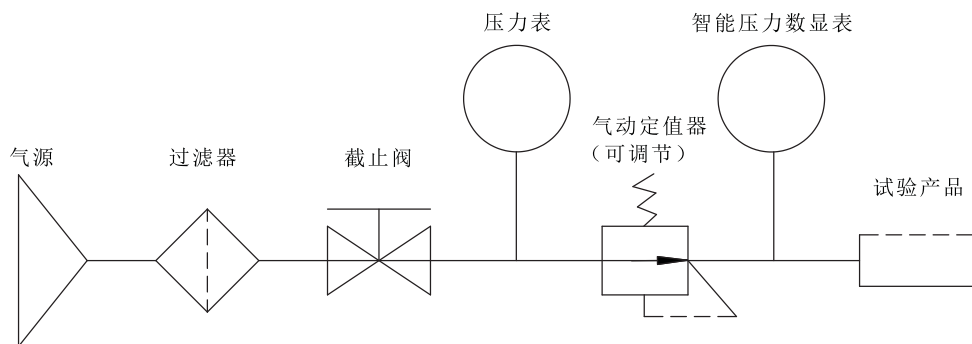 压力表
智能压力数显表
气动定值器
（可调节）
气源
过滤器
截止阀
试验产品